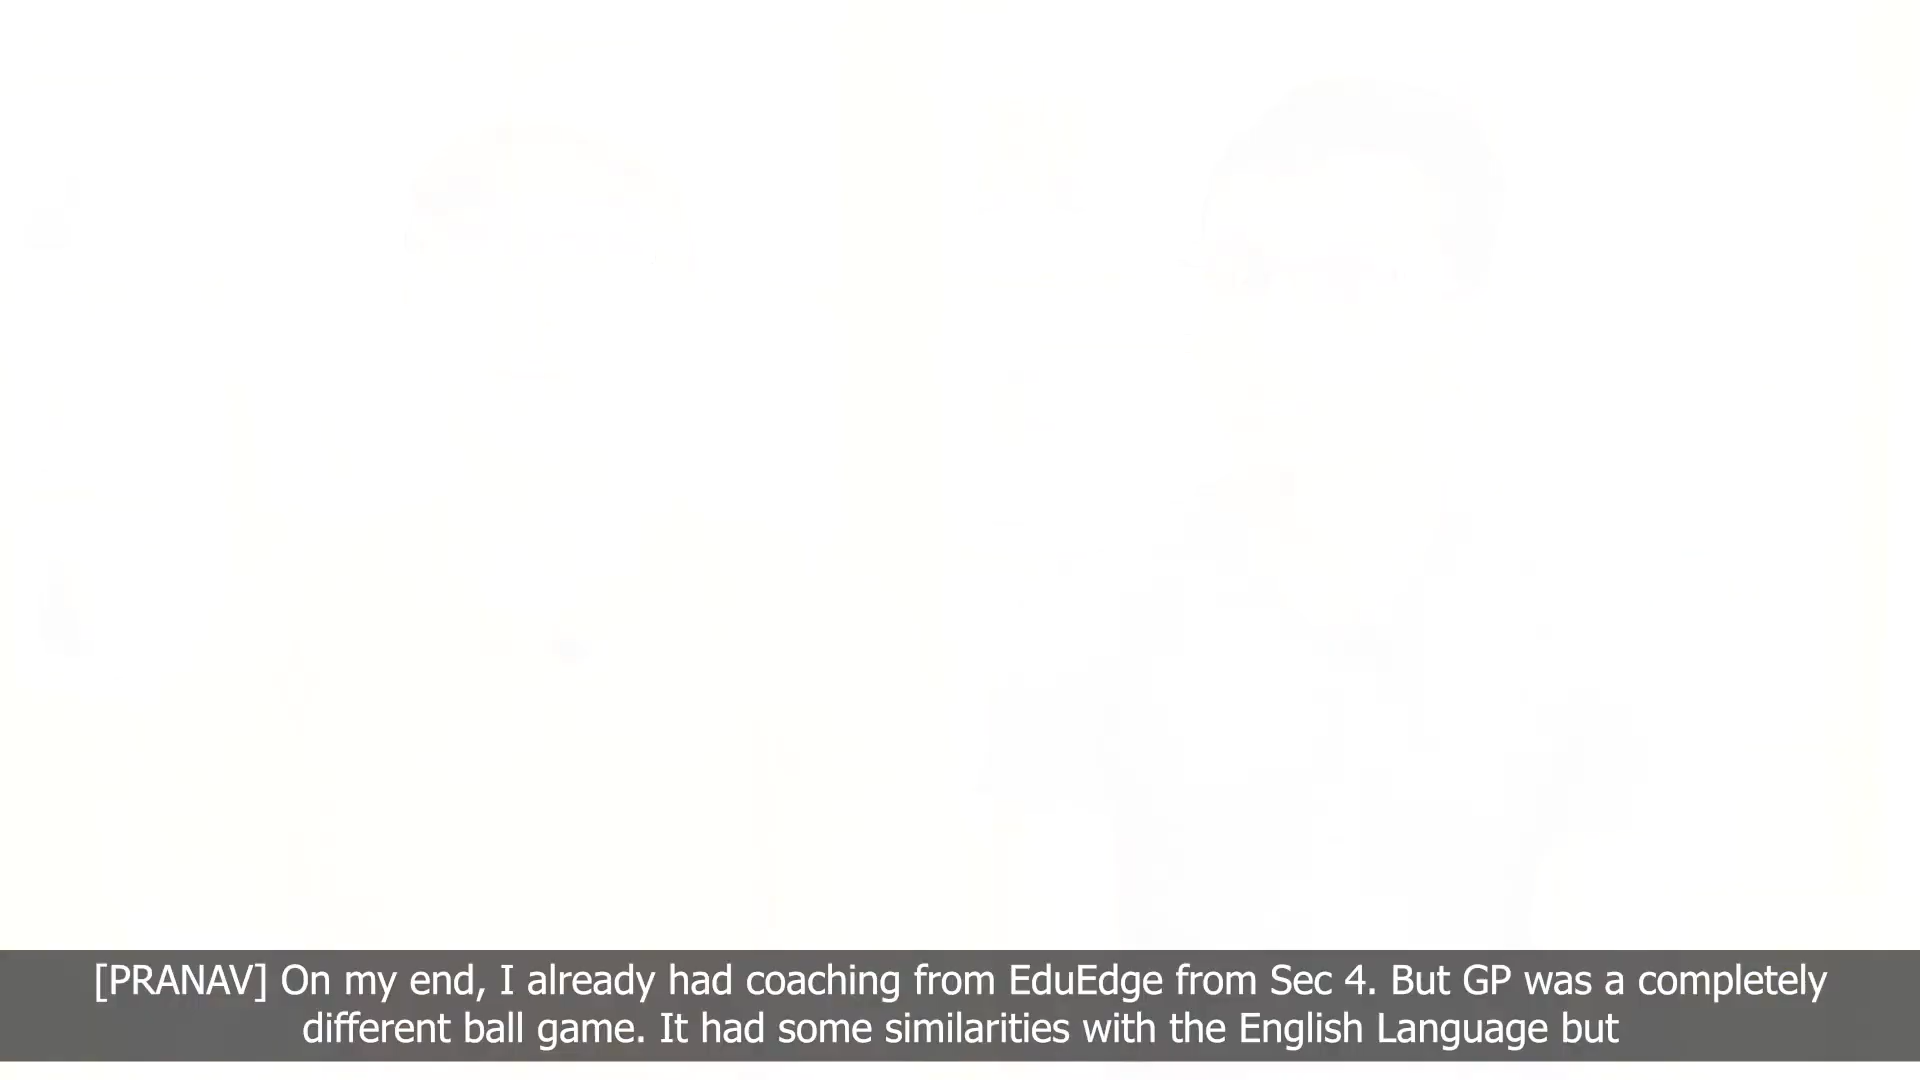 [PRANAV] On my end, I already had coaching from EduEdge from Sec 4. But GP was a completely
different ball game. It had some similarities with the English Language but